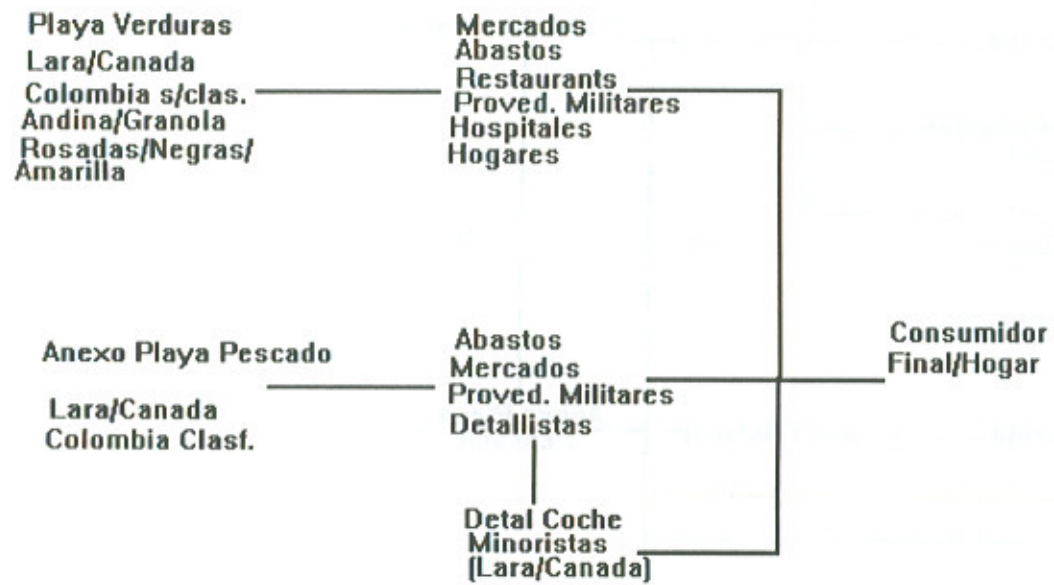 Playa Verduras
Lara/Canada
Colombia s/clas.
Andina/Granola
Rosadas/Negras/
Amarilla
Mercados
Abastos
Restaurants
Proved. Militares
Hospitales
Hogares
Anexo Playa Pescado
Lara/Canada
Colombia Clasf.
Abastos
Mercados
Proved. Militares
Detallistas
Detal Coche
Minoristas
(Lara/Canada)
Consumidor
Final/Hogar